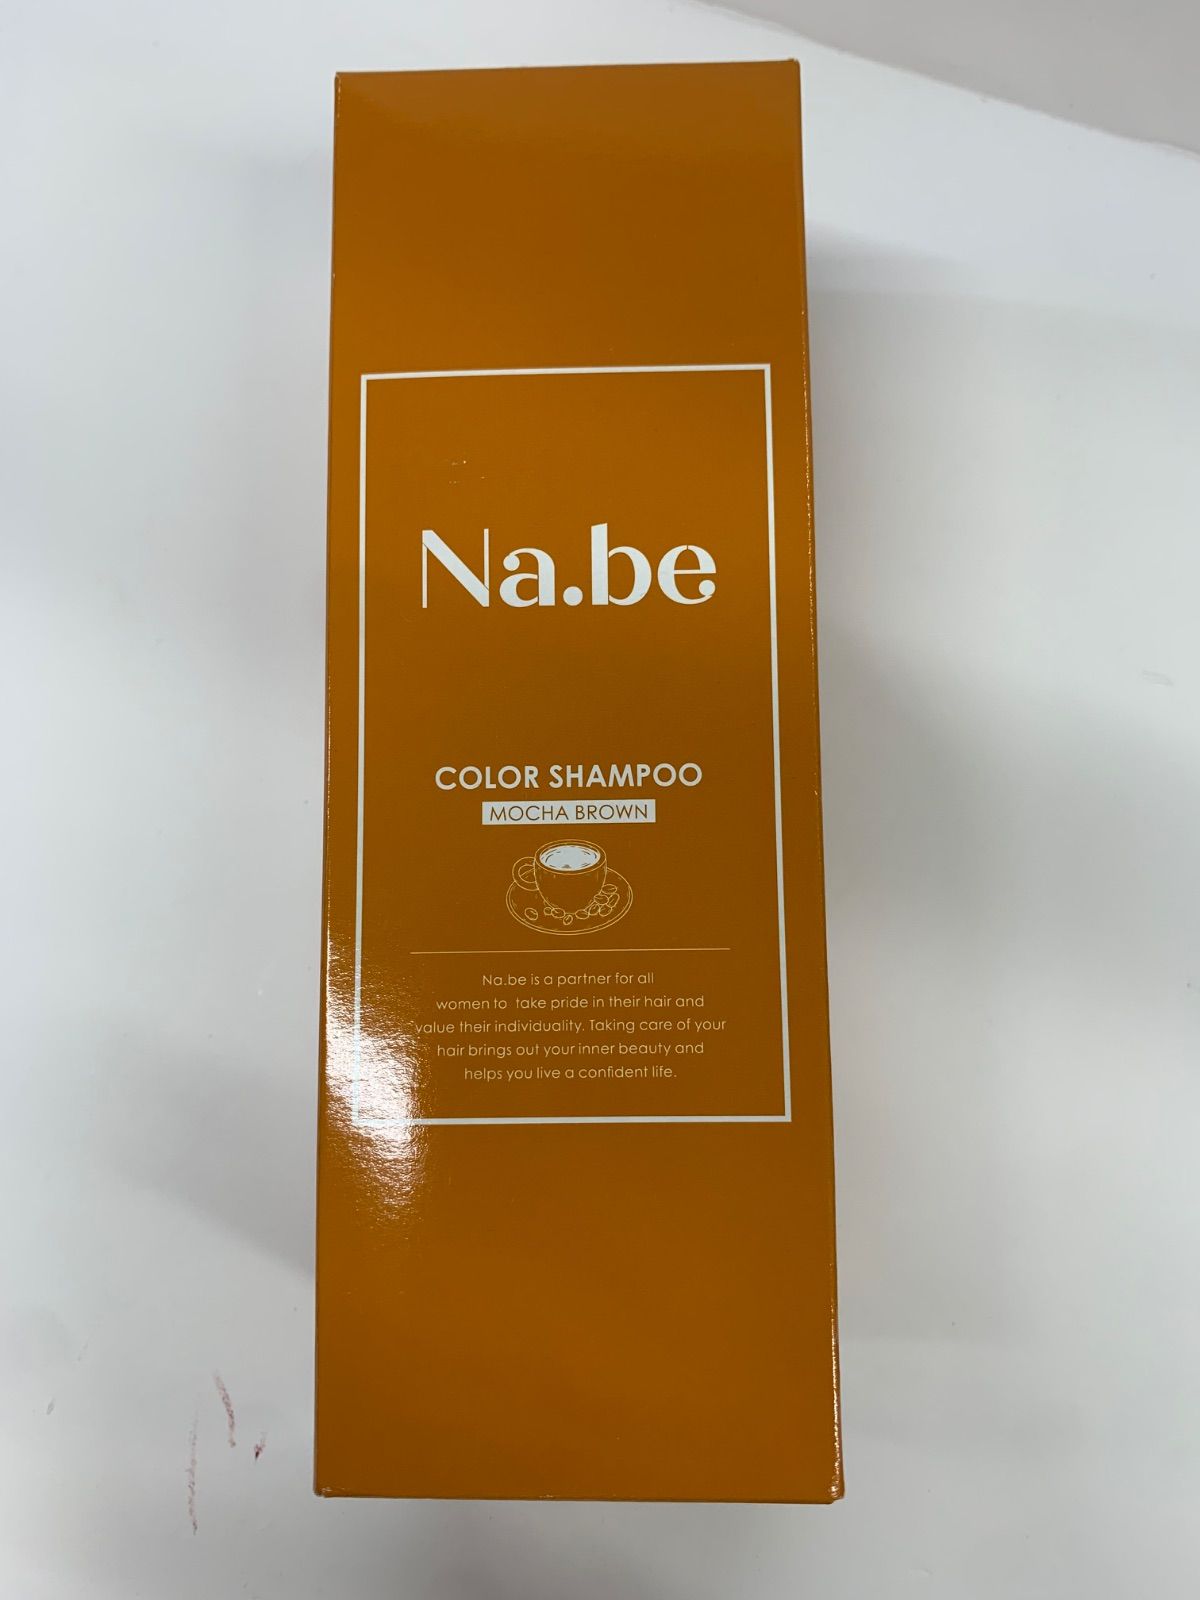 Na.be
COLOR SHAMPOO
MOCHA BROWN
Na.be is a partner for all
women to take pride in their hair and
value their individuality. Taking care of your
hair brings out your inner beauty and
helps you live a confident life.